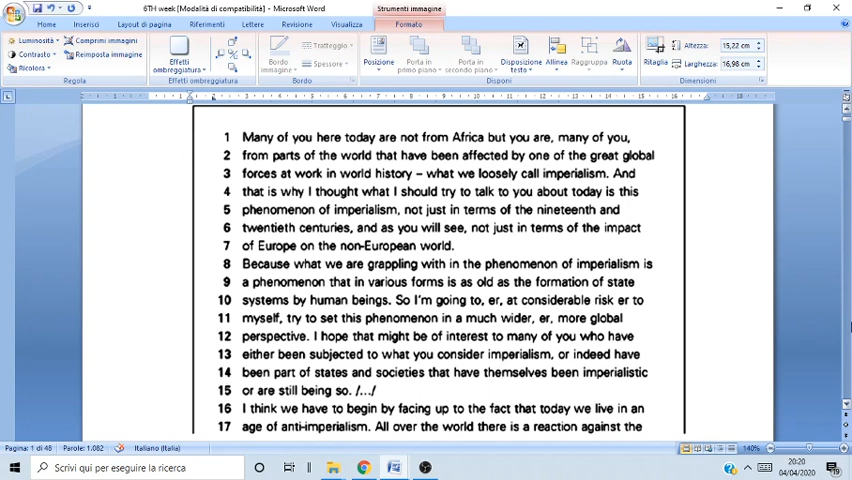 6TH week [Modalità di compatibilità] - Microsoft Word
Strumenti immagine
Home Inserisci Layout di pagina Riferimenti Lettere Revisione Visualizza Formato
Luminosità
Contrasto
Ricolora
Comprimi immagini
Reimposta immagine
Regola
Effetti ombreggiatura
Effetti ombreggiatura
Bordo immagine
Tratteggio
Spessore
Bordo
Posizione
Porta in primo piano
Porta in secondo piano
Disposizione testo
Allinea
Raggruppa
Ruota
Disponi
Ritaglia
Altezza: 15,22 cm
Larghezza: 16,98 cm
Dimensioni
1 Many of you here today are not from Africa but you are, many of you,
2 from parts of the world that have been affected by one of the great global
3 forces at work in world history – what we loosely call imperialism. And
4 that is why I thought what I should try to talk to you about today is this
5 phenomenon of imperialism, not just in terms of the nineteenth and
6 twentieth centuries, and as you will see, not just in terms of the impact
7 of Europe on the non-European world.
8 Because what we are grappling with in the phenomenon of imperialism is
9 a phenomenon that in various forms is as old as the formation of state
10 systems by human beings. So I'm going to, er, at considerable risk er to
11 myself, try to set this phenomenon in a much wider, er, more global
12 perspective. I hope that might be of interest to many of you who have
13 either been subjected to what you consider imperialism, or indeed have
14 been part of states and societies that have themselves been imperialistic
15 or are still being so. /.../
16 I think we have to begin by facing up to the fact that today we live in an
17 age of anti-imperialism. All over the world there is a reaction against the
Pagina: 1 di 48 Parole: 1.082 Italiano (Italia) 140%
Scrivi qui per eseguire la ricerca
20:20
04/04/2020
19